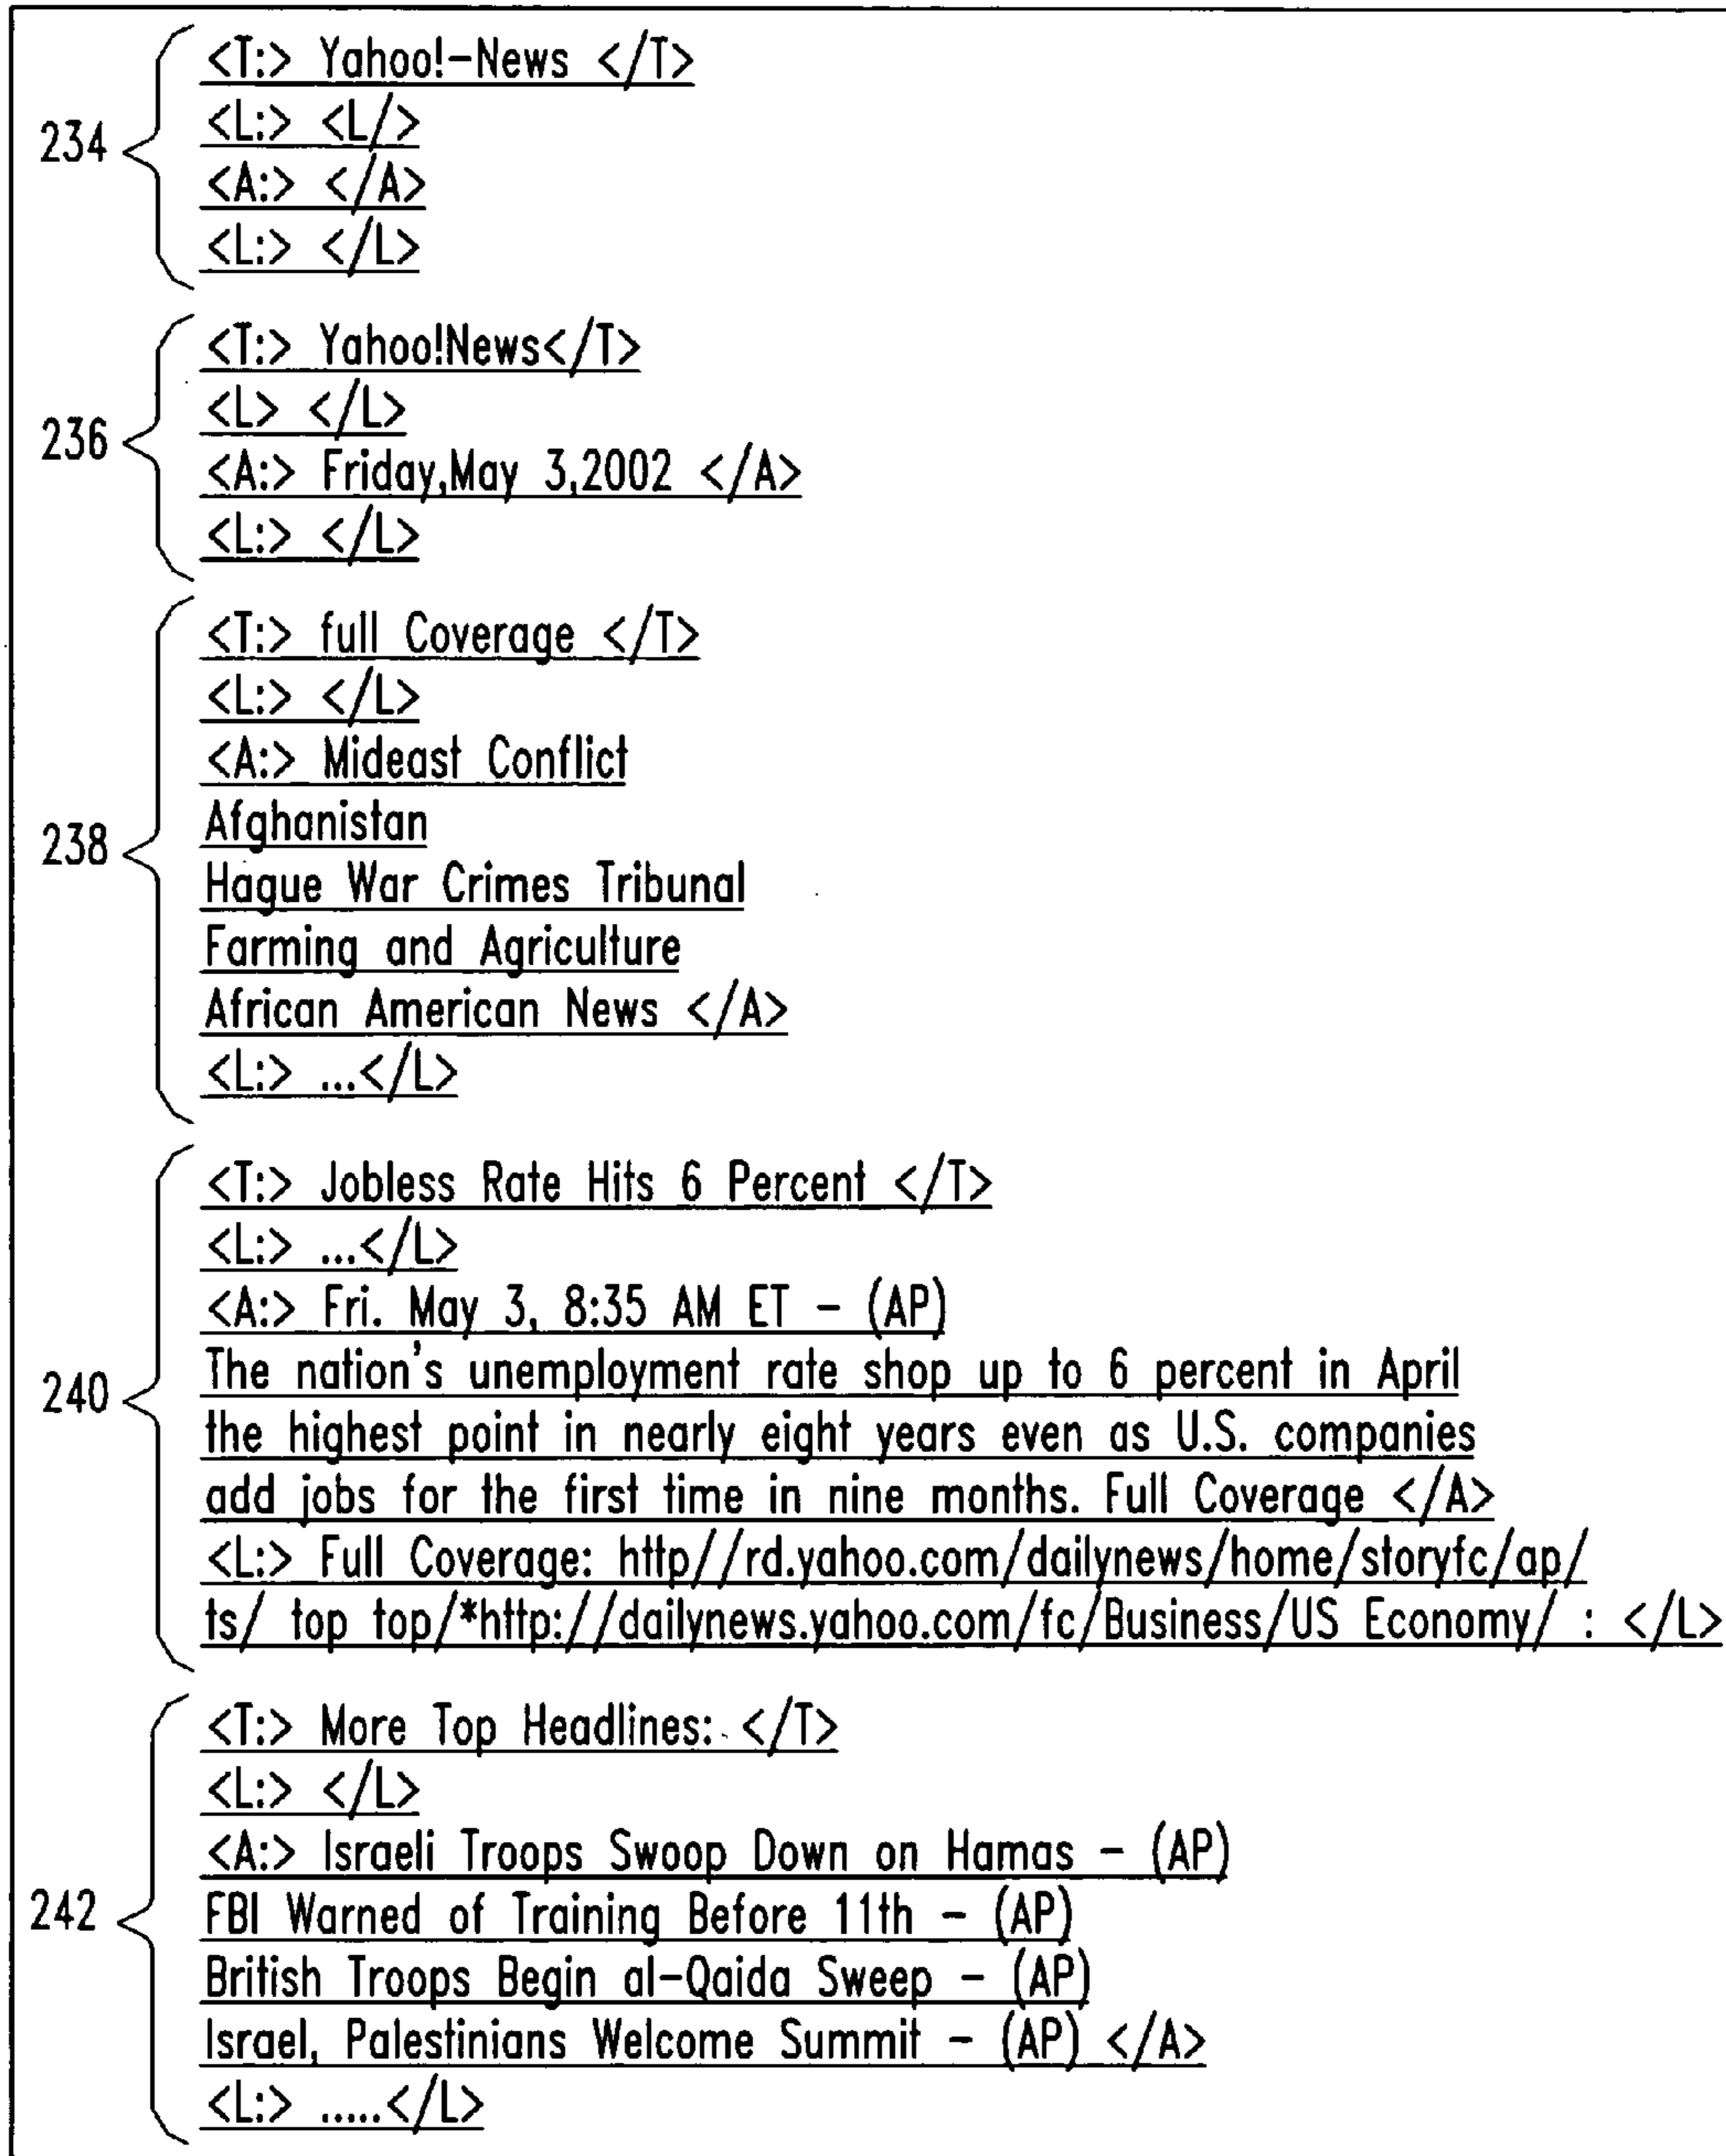 <T:> Yahoo!-News </T>
<L:> <L/>
234
<A:> </A>
<L:> </L>
<T:> Yahoo!News</T>
<L> </L>
236
<A:> Friday,May 3,2002 </A>
<L:> </L>
<T:> full Coverage </T>
<L:> </L>
<A:> Mideast Conflict
Afghanistan
238
Hague War Crimes Tribunal
Farming and Agriculture
African American News </A>
<L:> ...</L>
<T:> Jobless Rate Hits 6 Percent </T>
<L:> ...</L>
<A:> Fri. May 3, 8:35 AM ET - (AP)
The nation's unemployment rate shop up to 6 percent in April
240
the highest point in nearly eight years even as U.S. companies
add jobs for the first time in nine months. Full Coverage </A>
<L:> Full Coverage: http//rd.yahoo.com/dailynews/home/storyfc/ap/
ts/ top top/*http://dailynews.yahoo.com/fc/Business/US Economy/ : </L>
<T:> More Top Headlines: </T>
<L:> </L>
<A:> Israeli Troops Swoop Down on Hamas - (AP)
242
FBI Warned of Training Before 11th - (AP)
British Troops Begin al-Qaida Sweep - (AP)
Israel, Palestinians Welcome Summit - (AP) </A>
<L:> .....</L>